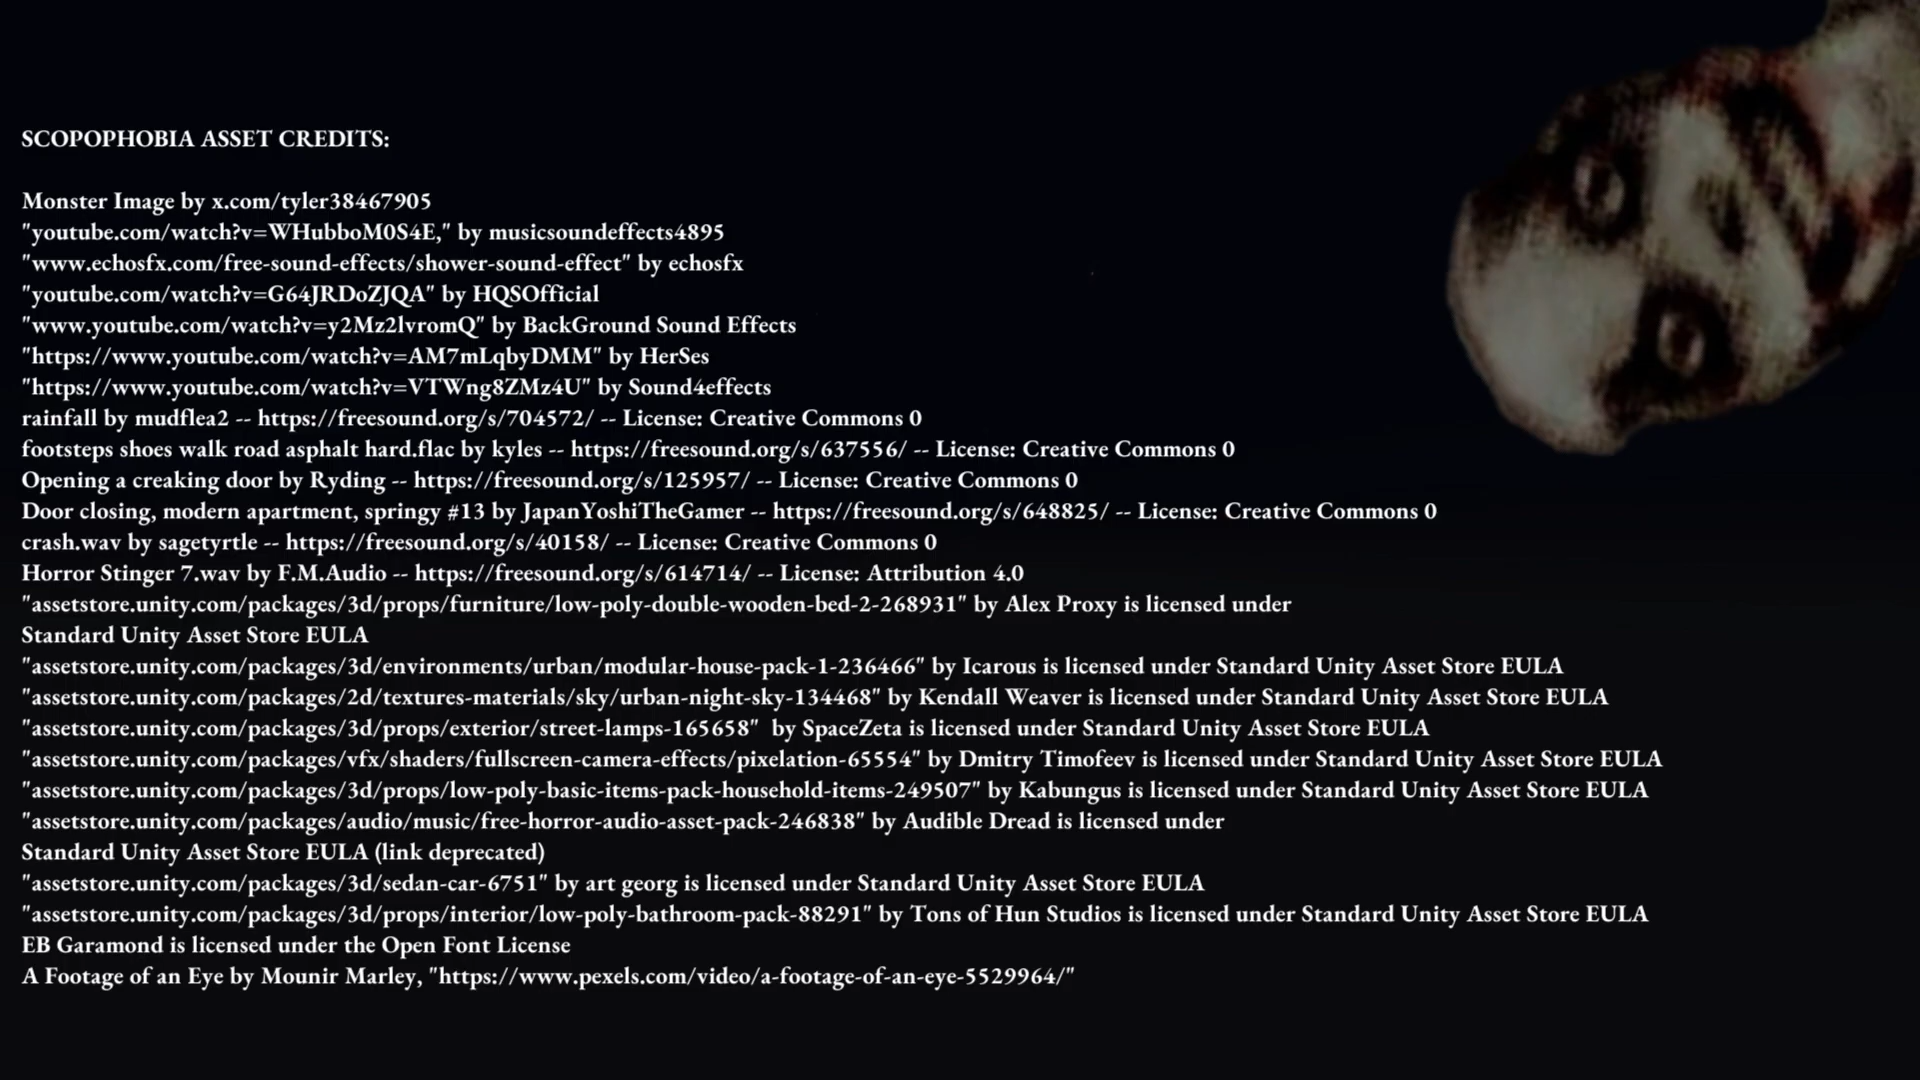 SCOPOPHOBIA ASSET CREDITS:
Monster Image by x.com/tyler38467905
"youtube.com/watch?v=WHubboM0S4E," by musicsoundeffects4895
"www.echosfx.com/free-sound-effects/shower-sound-effect" by echosfx
"youtube.com/watch?v=G64JRDoZJQA" by HQSOfficial
"www.youtube.com/watch?v=y2Mz2lvromQ" by BackGround Sound Effects
"https://www.youtube.com/watch?v=AM7mLqbyDMM" by HerSes
"https://www.youtube.com/watch?v=VTWng8ZMz4U" by Sound4effects
rainfall by mudflea2 -- https://freesound.org/s/704572/ -- License: Creative Commons 0
footsteps shoes walk road asphalt hard.flac by kyles -- https://freesound.org/s/637556/ -- License: Creative Commons 0
Opening a creaking door by Ryding -- https://freesound.org/s/125957/ -- License: Creative Commons 0
Door closing, modern apartment, springy #13 by JapanYoshiTheGamer -- https://freesound.org/s/648825/ -- License: Creative Commons 0
crash.wav by sagetyrtle -- https://freesound.org/s/40158/ -- License: Creative Commons 0
Horror Stinger 7.wav by F.M.Audio -- https://freesound.org/s/614714/ -- License: Attribution 4.0
"assetstore.unity.com/packages/3d/props/furniture/low-poly-double-wooden-bed-2-268931" by Alex Proxy is licensed under
Standard Unity Asset Store EULA
"assetstore.unity.com/packages/3d/environments/urban/modular-house-pack-1-236466" by Icarous is licensed under Standard Unity Asset Store EULA
"assetstore.unity.com/packages/2d/textures-materials/sky/urban-night-sky-134468" by Kendall Weaver is licensed under Standard Unity Asset Store EULA
"assetstore.unity.com/packages/3d/props/exterior/street-lamps-165658"  by SpaceZeta is licensed under Standard Unity Asset Store EULA
"assetstore.unity.com/packages/vfx/shaders/fullscreen-camera-effects/pixelation-65554" by Dmitry Timofeev is licensed under Standard Unity Asset Store EULA
"assetstore.unity.com/packages/3d/props/low-poly-basic-items-pack-household-items-249507" by Kabungus is licensed under Standard Unity Asset Store EULA
"assetstore.unity.com/packages/audio/music/free-horror-audio-asset-pack-246838" by Audible Dread is licensed under
Standard Unity Asset Store EULA (link deprecated)
"assetstore.unity.com/packages/3d/sedan-car-6751" by art georg is licensed under Standard Unity Asset Store EULA
"assetstore.unity.com/packages/3d/props/interior/low-poly-bathroom-pack-88291" by Tons of Hun Studios is licensed under Standard Unity Asset Store EULA
EB Garamond is licensed under the Open Font License
A Footage of an Eye by Mounir Marley, "https://www.pexels.com/video/a-footage-of-an-eye-5529964/"